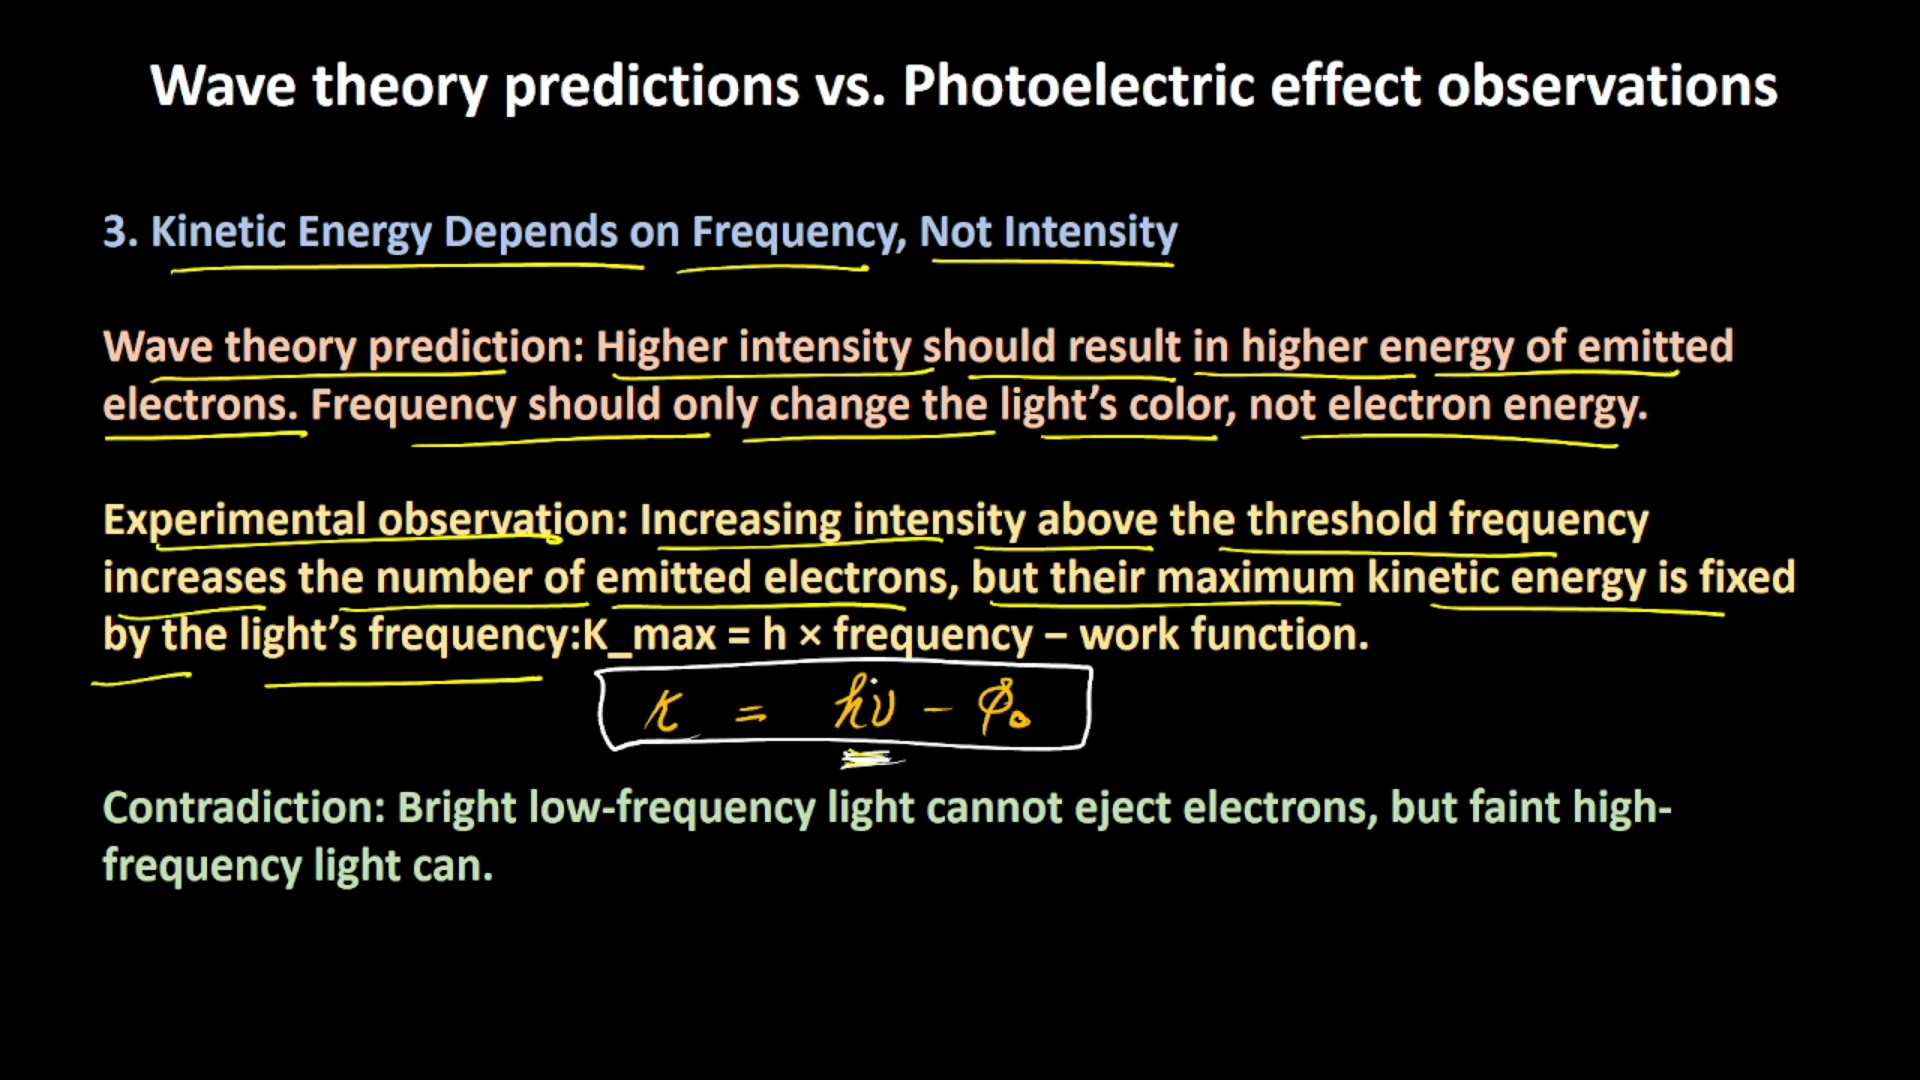 Wave theory predictions vs. Photoelectric effect observations
3. Kinetic Energy Depends on Frequency, Not Intensity
Wave theory prediction: Higher intensity should result in higher energy of emitted
electrons. Frequency should only change the light’s color, not electron energy.
Experimental observation: Increasing intensity above the threshold frequency
increases the number of emitted electrons, but their maximum kinetic energy is fixed
by the light’s frequency:K_max = h × frequency – work function.
K = hν – φ₀
Contradiction: Bright low-frequency light cannot eject electrons, but faint high-
frequency light can.